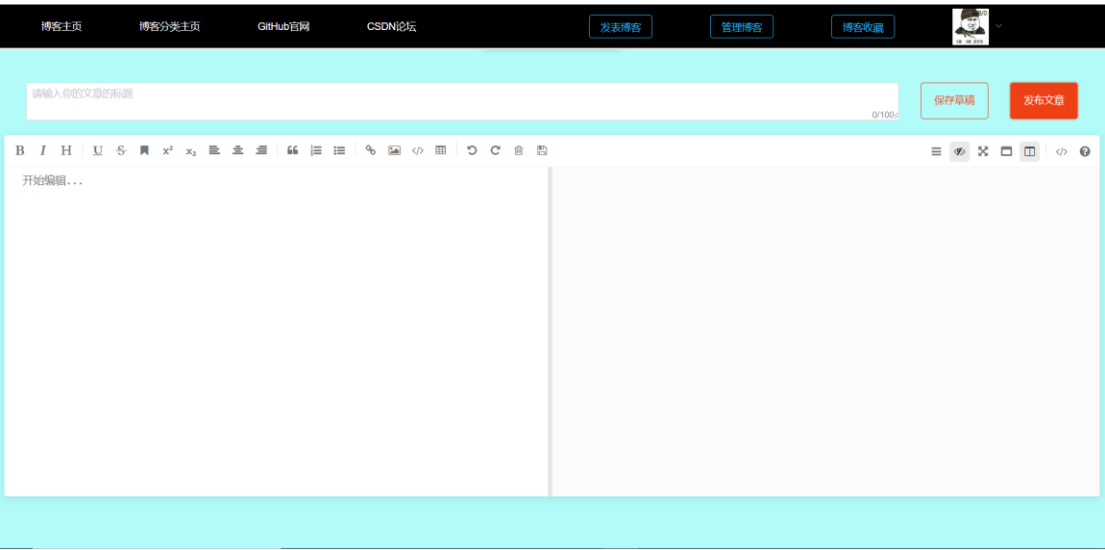 博客主页 博客分类主页 GitHub官网 CSDN论坛 发表博客 管理博客 博客收藏
请输入你的文章的标题
0/100
保存草稿 发布文章
B I H U S x² x₂
开始编辑...